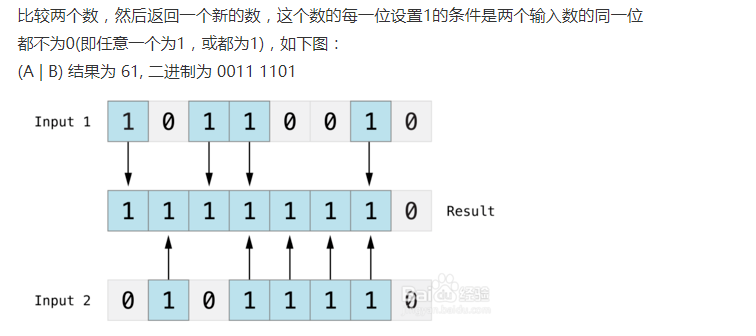 比较两个数，然后返回一个新的数，这个数的每一位设置1的条件是两个输入数的同一位
都不为0(即任意一个为1，或都为1)，如下图：
(A | B) 结果为 61, 二进制为 0011 1101
Input 1 1 0 1 1 0 0 1 0
1 1 1 1 1 1 1 0 Result
Input 2 0 1 0 1 1 1 1 0
Baidu经验